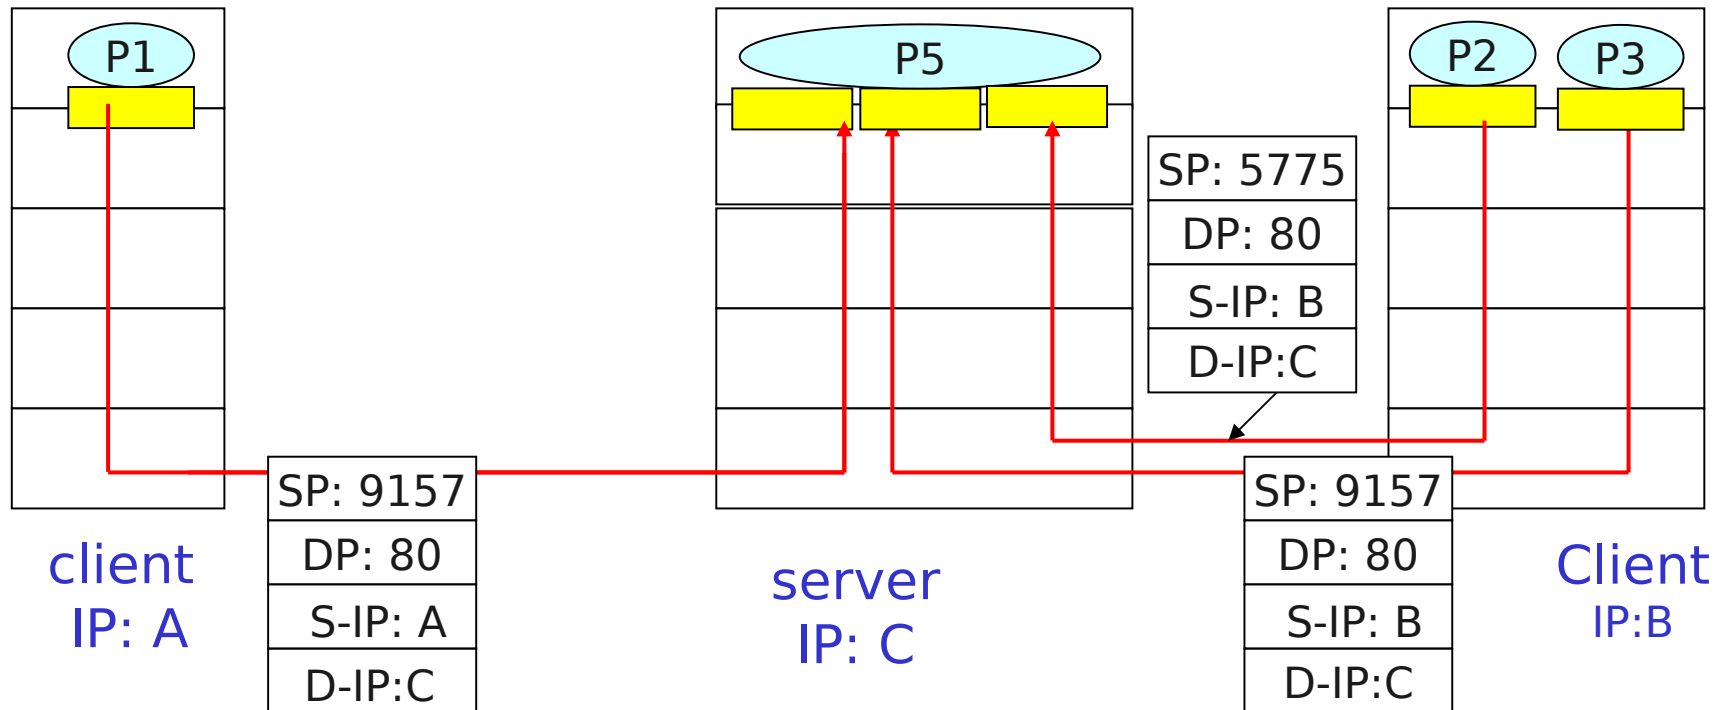 P1
P5
P2
P3
SP: 5775
DP: 80
S-IP: B
D-IP:C
SP: 9157
DP: 80
S-IP: A
D-IP:C
SP: 9157
DP: 80
S-IP: B
D-IP:C
client
IP: A
server
IP: C
Client
IP:B